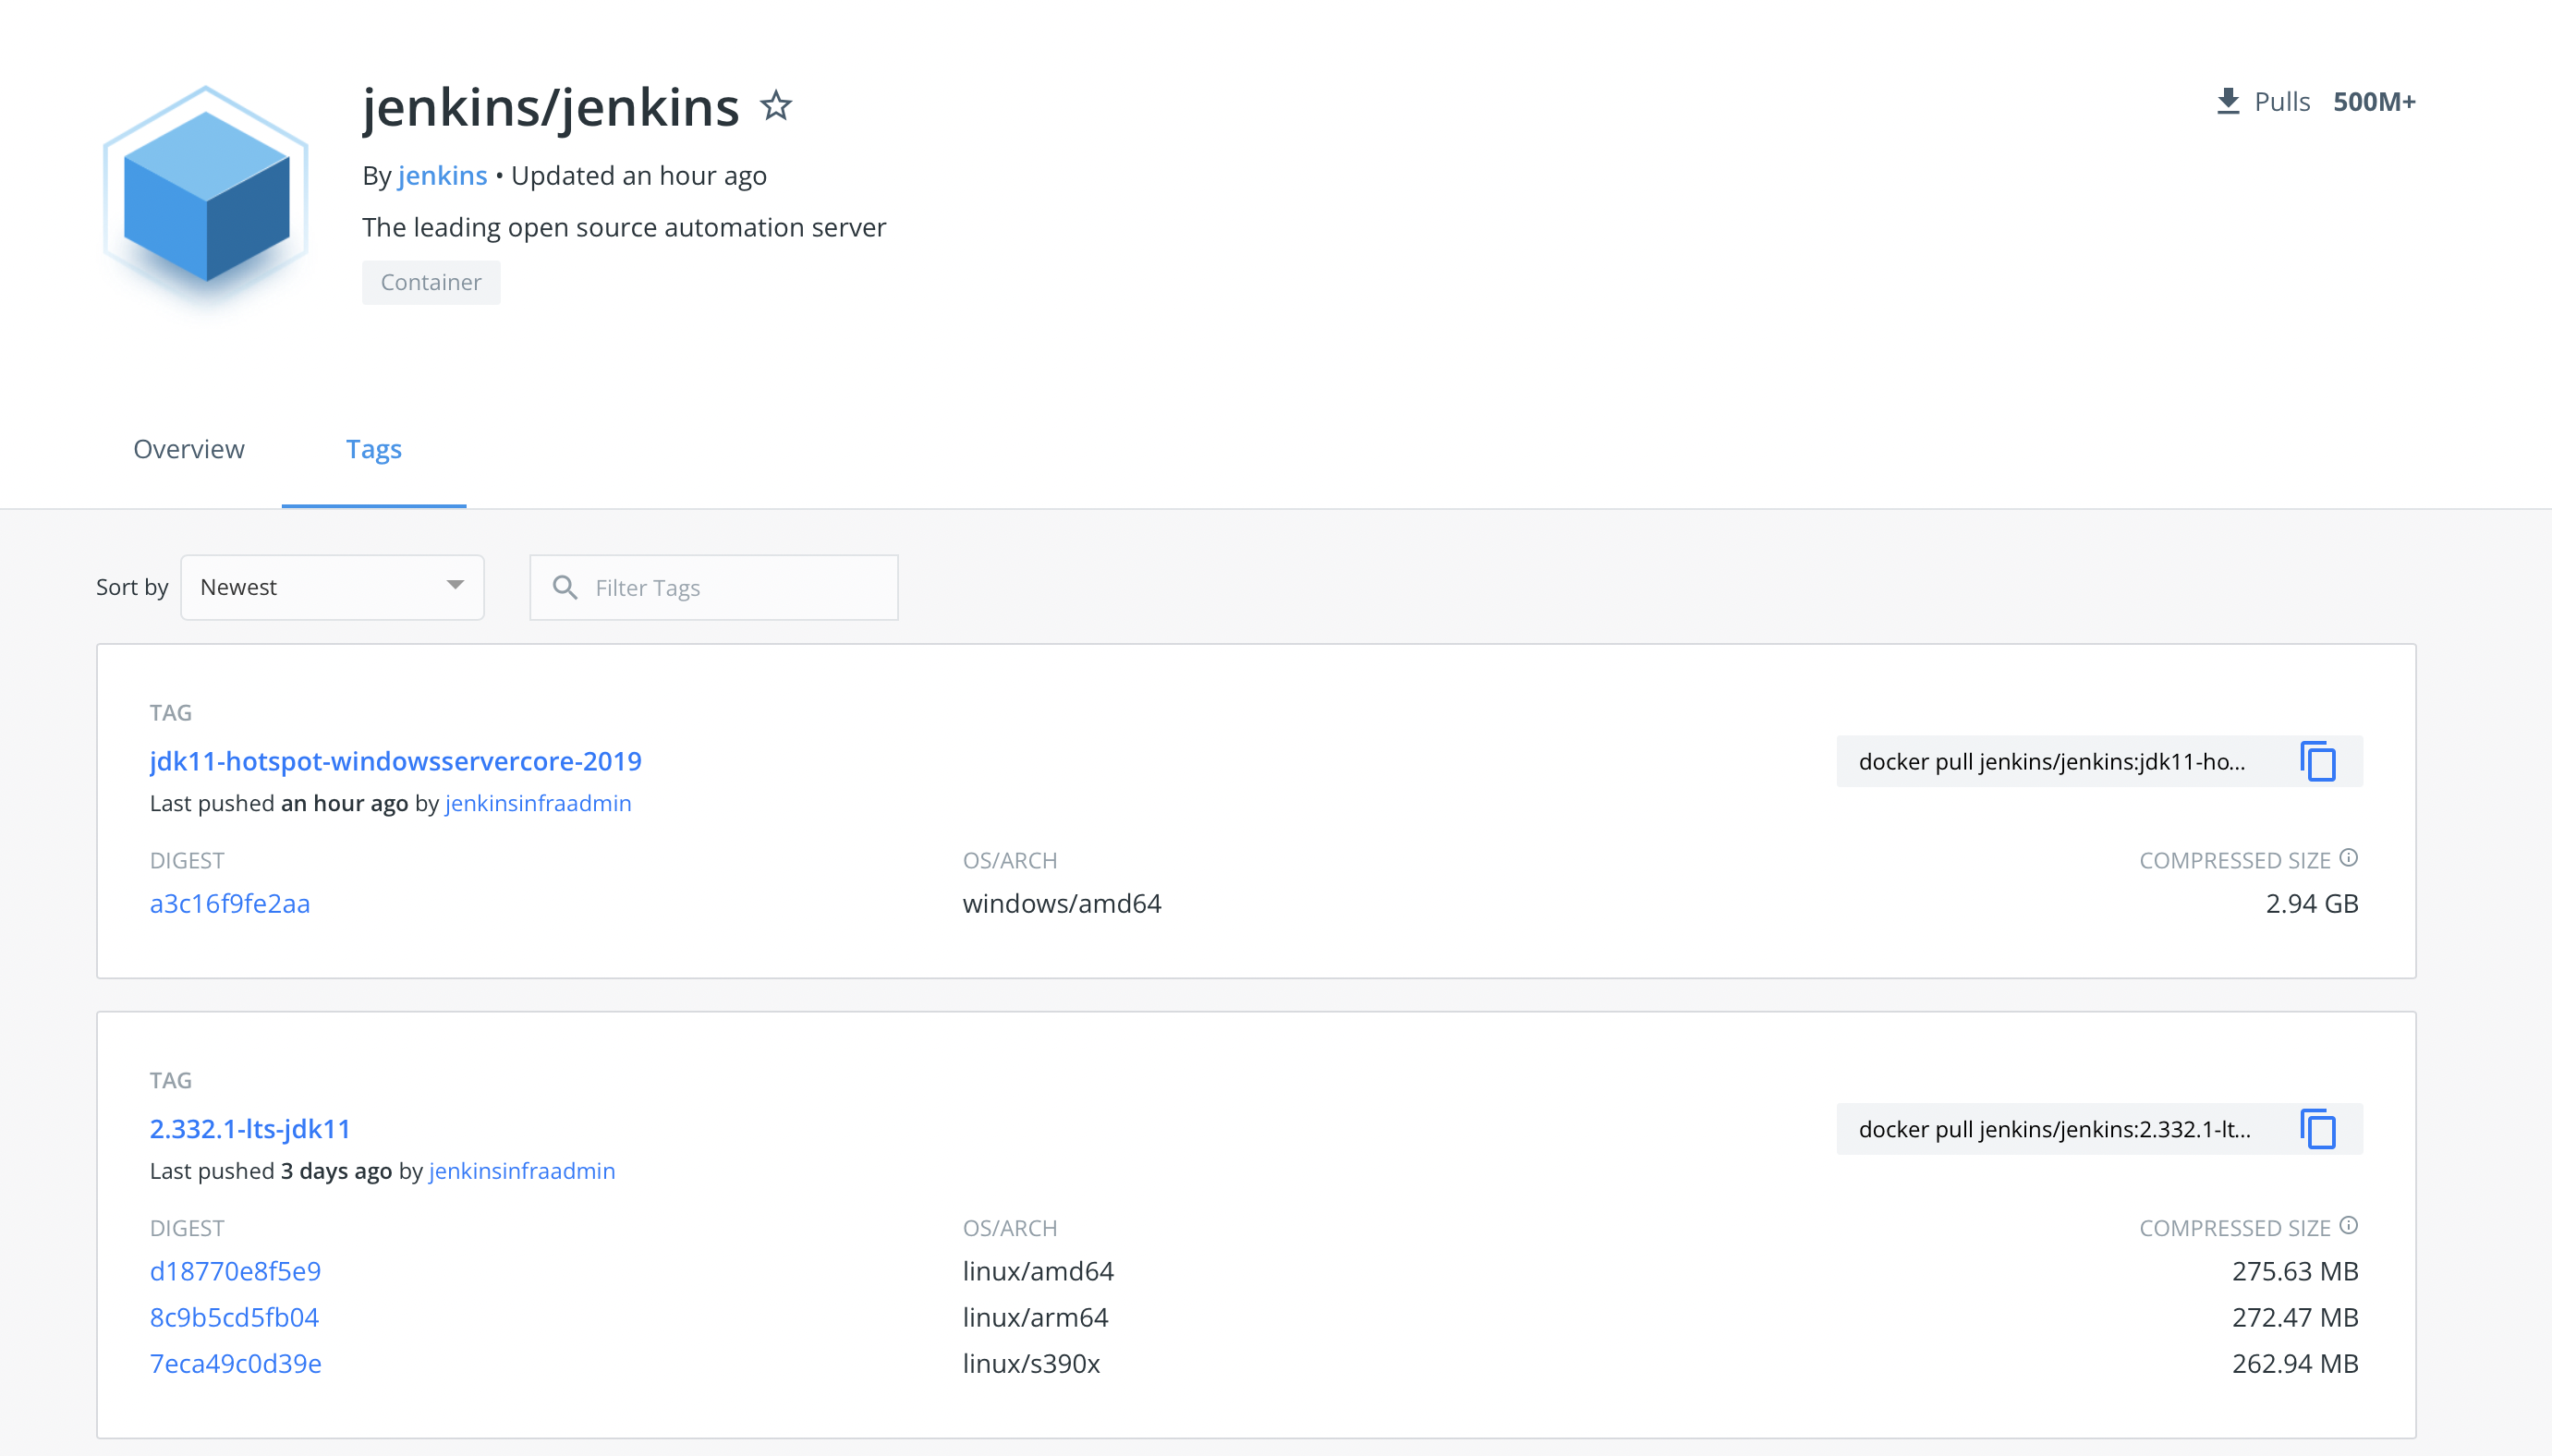 jenkins/jenkins
Pulls 500M+
By jenkins • Updated an hour ago
The leading open source automation server
Container
Overview
Tags
Sort by
Newest
Filter Tags
TAG
jdk11-hotspot-windowsservercore-2019
docker pull jenkins/jenkins:jdk11-ho...
Last pushed an hour ago by jenkinsinfraadmin
DIGEST OS/ARCH COMPRESSED SIZE
a3c16f9fe2aa windows/amd64 2.94 GB
TAG
2.332.1-lts-jdk11
docker pull jenkins/jenkins:2.332.1-lt...
Last pushed 3 days ago by jenkinsinfraadmin
DIGEST OS/ARCH COMPRESSED SIZE
d18770e8f5e9 linux/amd64 275.63 MB
8c9b5cd5fb04 linux/arm64 272.47 MB
7eca49c0d39e linux/s390x 262.94 MB